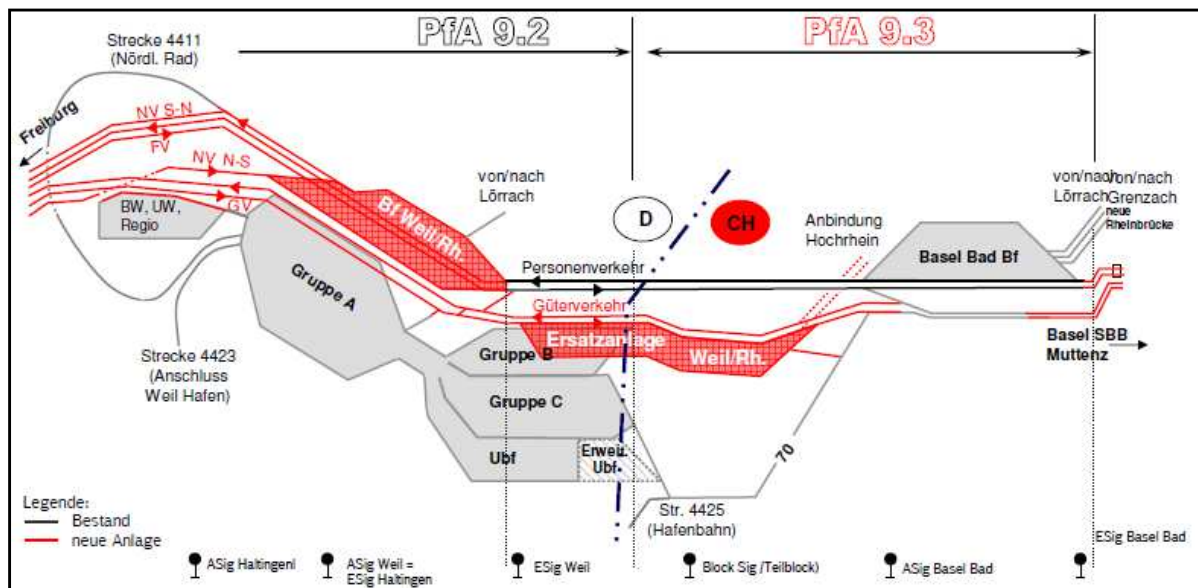 PfA 9.2
PfA 9.3
Strecke 4411
(Nördl. Rad)
Freiburg
NV S-N
FV
NV N-S
GV
BW, UW,
Regio
Bf Weil/Rh.
von/nach
Lörrach
D
CH
Anbindung
Hochrhein
von/nach
Lörrach
von/nach
Grenzach
neue
Rheinbrücke
Basel Bad Bf
Personenverkehr
Güterverkehr
Gruppe A
Ersatzanlage
Weil/Rh.
Gruppe B
Gruppe C
Basel SBB
Muttenz
Strecke 4423
(Anschluss
Weil Hafen)
Ubf
Erweit.
Ubf
70
Str. 4425
(Hafenbahn)
Legende:
Bestand
neue Anlage
ASig Haltingenl
ASig Weil =
ESig Haltingen
ESig Weil
Block Sig /Teilblock)
ASig Basel Bad
ESig Basel Bad